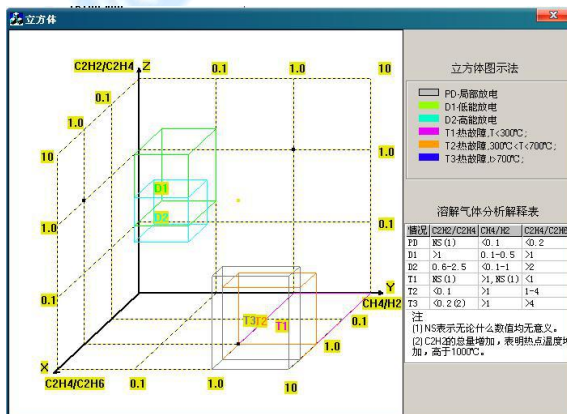 立方体
C2H2/C2H4 Z 0.1 1.0 10
0.1
1.0
10
1.0
D1
D2
0.1
0.1
Y
CH4/H2
T3 T2 T1
0.1
1.0
X
C2H4/C2H6 0.1 1.0 10
立方体图示法
PD-局部放电
D1-低能放电
D2-高能放电
T1-热故障,T<300℃;
T2-热故障,300℃<T<700℃;
T3-热故障,t>700℃;
溶解气体分析解释表
情况 C2H2/C2H4 CH4/H2 C2H4/C2H6
PD NS(1) <0.1 <0.2
D1 >1 0.1-0.5 >1
D2 0.6-2.5 <0.1-1 >2
T1 NS(1) >1,NS(1) <1
T2 <0.1 >1 1-4
T3 <0.2(2) >1 >4
注
(1)NS表示无论什么数值均无意义。
(2)C2H2的总量增加，表明热点温度增
加，高于1000℃。